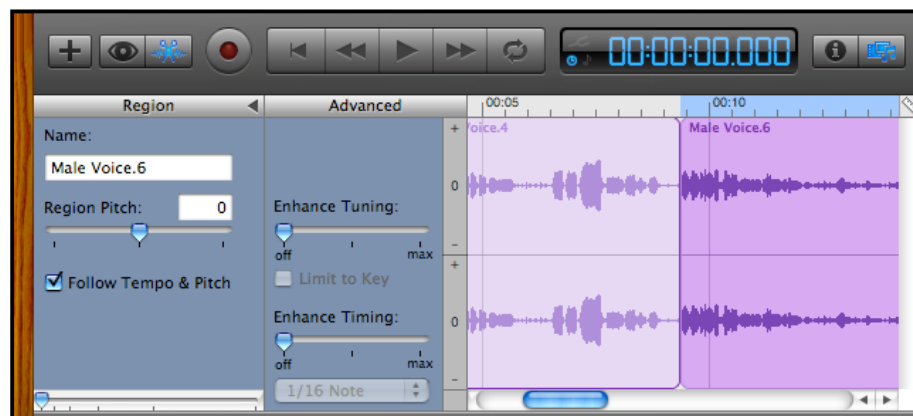 00:00:00.000
Region
Advanced
00:05
00:10
Name:
Male Voice.6
Region Pitch:
0
Follow Tempo & Pitch
Enhance Tuning:
off
max
Limit to Key
Enhance Timing:
off
max
1/16 Note
+
0
-
+
0
-
Voice.4
Male Voice.6